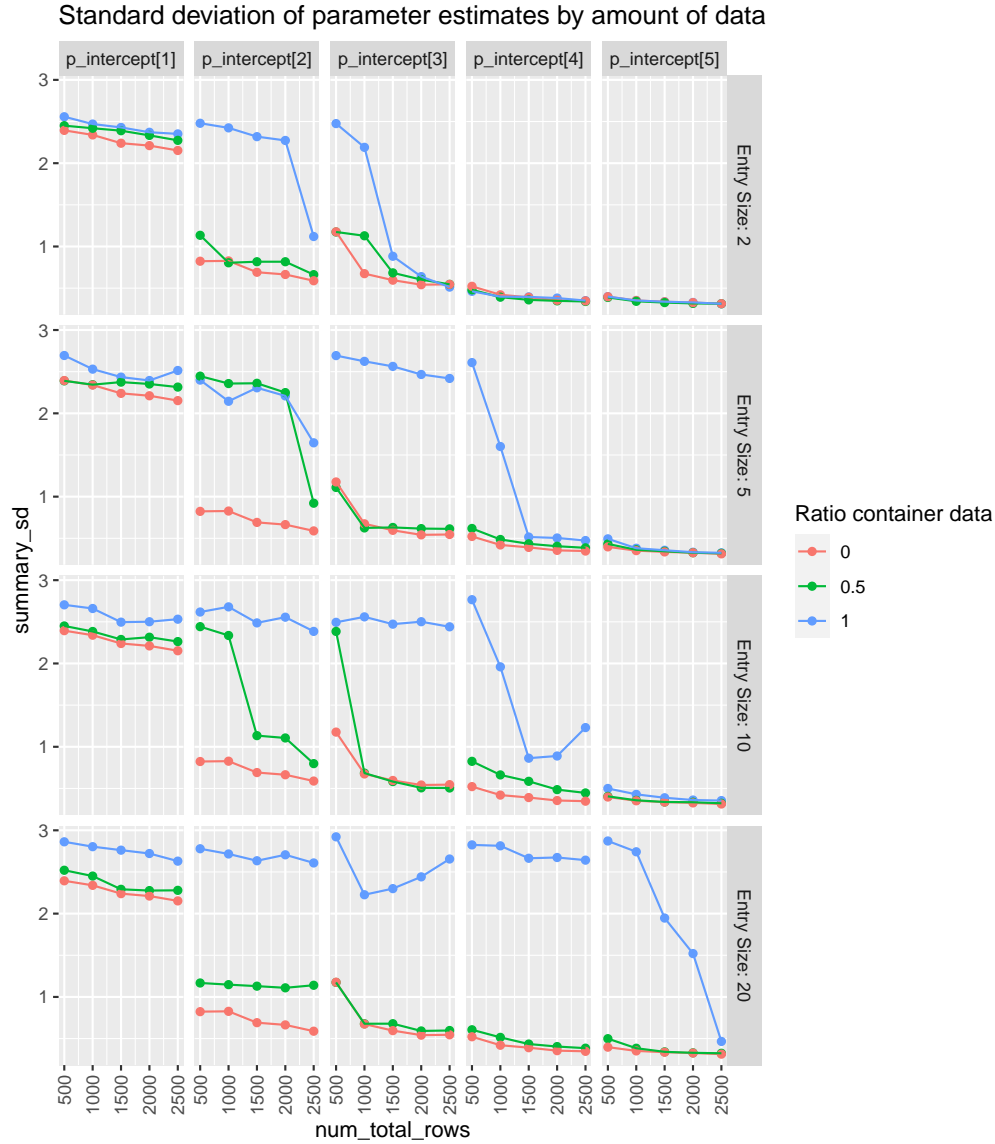 Standard deviation of parameter estimates by amount of data
p_intercept[1] p_intercept[2] p_intercept[3] p_intercept[4] p_intercept[5]
3
2
1
Entry Size: 2
3
2
1
Entry Size: 5
3
2
1
Entry Size: 10
3
2
1
Entry Size: 20
summary_sd
500 1000 1500 2000 2500 500 1000 1500 2000 2500 500 1000 1500 2000 2500 500 1000 1500 2000 2500 500 1000 1500 2000 2500
num_total_rows
Ratio container data
0
0.5
1